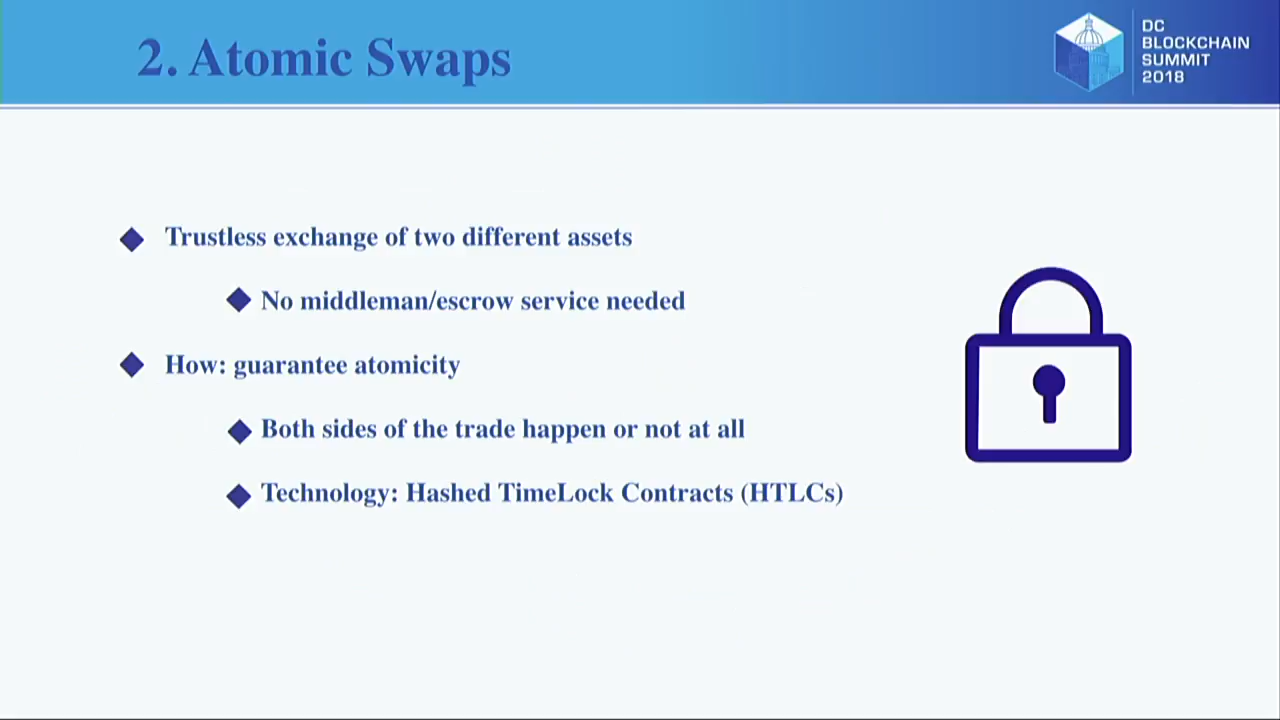 2. Atomic Swaps
DC
BLOCKCHAIN
SUMMIT
2018
Trustless exchange of two different assets
No middleman/escrow service needed
How: guarantee atomicity
Both sides of the trade happen or not at all
Technology: Hashed TimeLock Contracts (HTLCs)